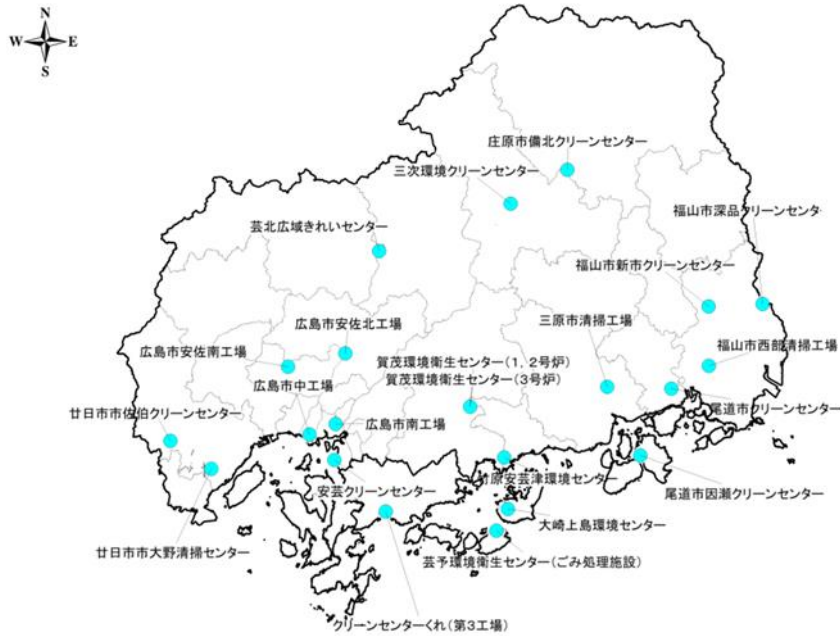 N
W E
S
庄原市備北クリーンセンター
三次環境クリーンセンター
福山市深品クリーンセンタ
芸北広域きれいセンター
福山市新市クリーンセンター
広島市安佐北工場
三原市清掃工場
広島市安佐南工場
福山市西部清掃工場
賀茂環境衛生センター(1, 2号炉)
賀茂環境衛生センター(3号炉)
広島市中工場
尾道市クリーンセンター
廿日市市佐伯クリーンセンター
広島市南工場
竹原安芸津環境センター
安芸クリーンセンター
尾道市因瀬クリーンセンター
大崎上島環境センター
廿日市市大野清掃センター
芸予環境衛生センター(ごみ処理施設)
クリーンセンターくれ(第3工場)